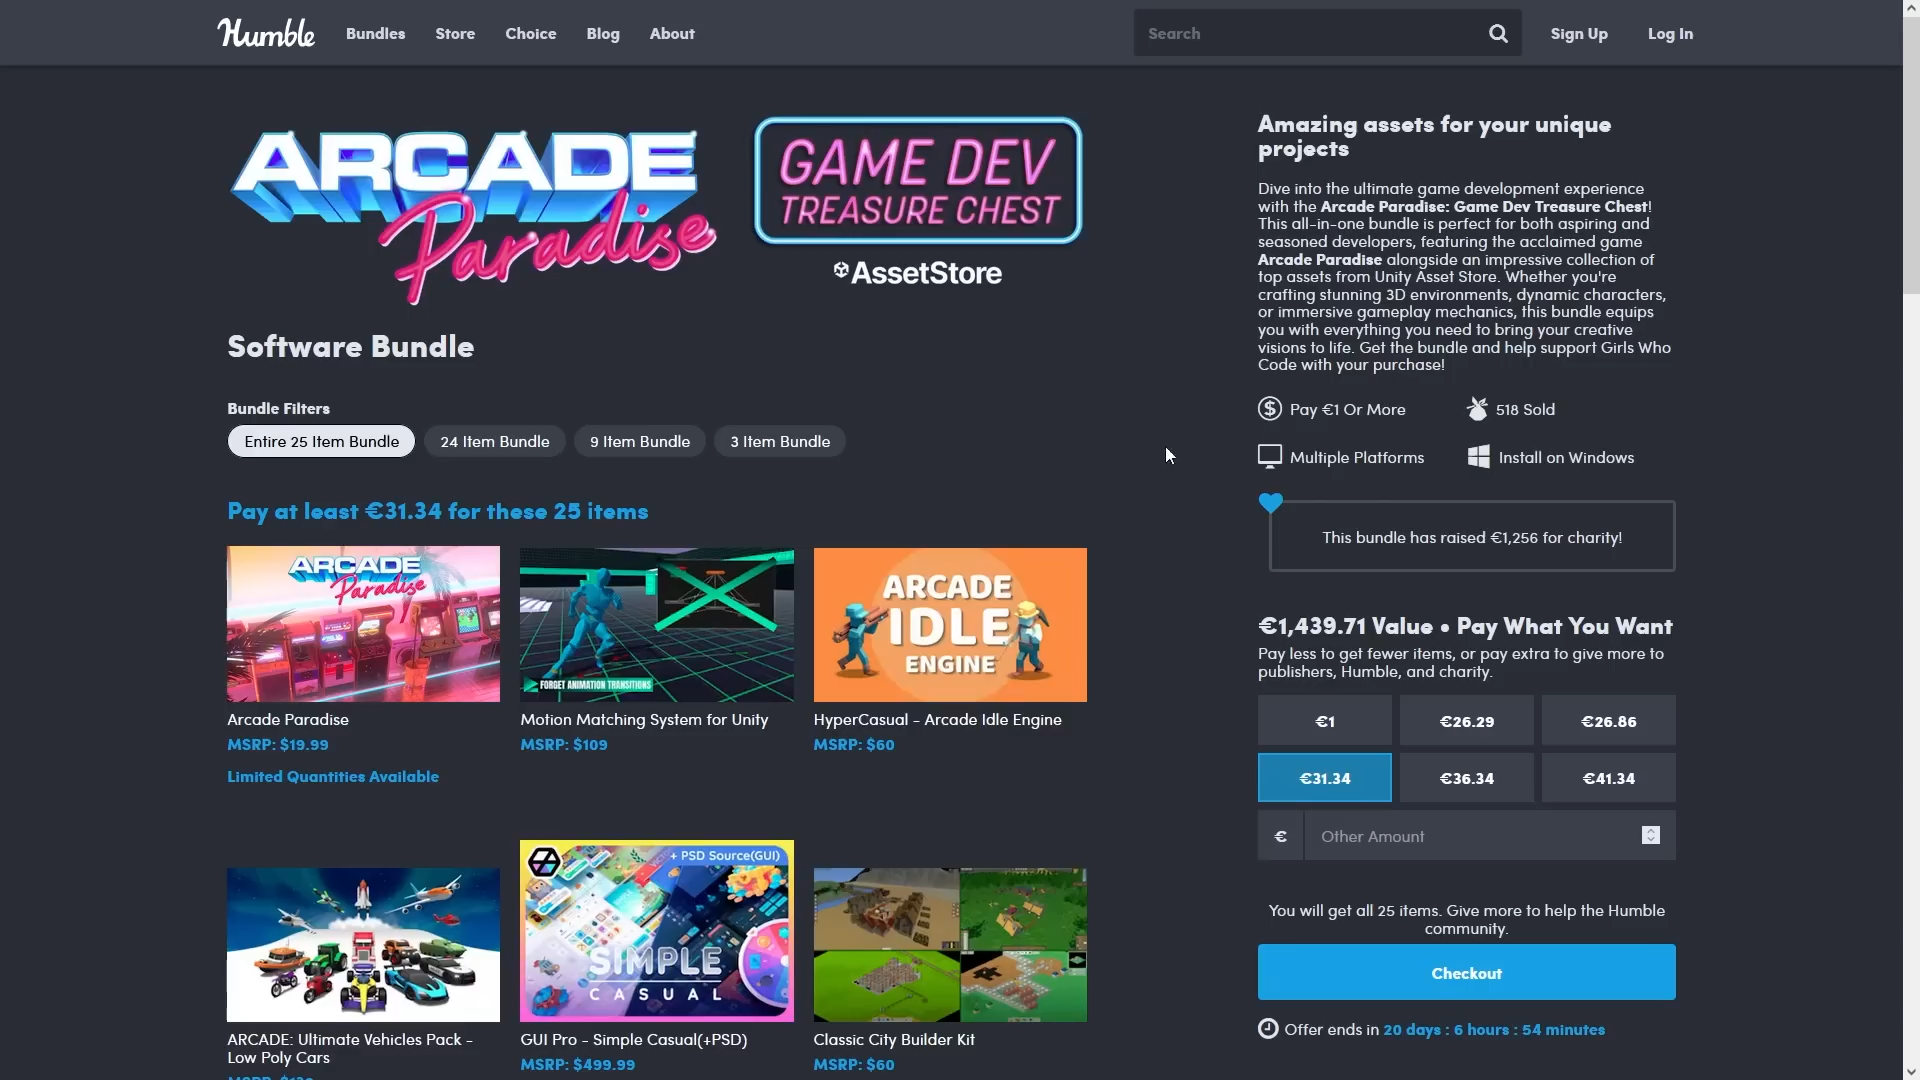 Humble
Bundles
Store
Choice
Blog
About
Search
Sign Up
Log In
ARCADE
Paradise
GAME DEV
TREASURE CHEST
AssetStore
Software Bundle
Bundle Filters
Entire 25 Item Bundle
24 Item Bundle
9 Item Bundle
3 Item Bundle
Pay at least €31.34 for these 25 items
ARCADE
Paradise
Arcade Paradise
MSRP: $19.99
Limited Quantities Available
FORGET ANIMATION TRANSITIONS
Motion Matching System for Unity
MSRP: $109
ARCADE
IDLE
ENGINE
HyperCasual - Arcade Idle Engine
MSRP: $60
ARCADE: Ultimate Vehicles Pack -
Low Poly Cars
+ PSD Source(GUI)
SIMPLE
CASUAL
GUI Pro - Simple Casual(+PSD)
MSRP: $499.99
Classic City Builder Kit
MSRP: $60
Amazing assets for your unique
projects
Dive into the ultimate game development experience
with the Arcade Paradise: Game Dev Treasure Chest!
This all-in-one bundle is perfect for both aspiring and
seasoned developers, featuring the acclaimed game
Arcade Paradise alongside an impressive collection of
top assets from Unity Asset Store. Whether you're
crafting stunning 3D environments, dynamic characters,
or immersive gameplay mechanics, this bundle equips
you with everything you need to bring your creative
visions to life. Get the bundle and help support Girls Who
Code with your purchase!
Pay €1 Or More
518 Sold
Multiple Platforms
Install on Windows
This bundle has raised €1,256 for charity!
€1,439.71 Value • Pay What You Want
Pay less to get fewer items, or pay extra to give more to
publishers, Humble, and charity.
€1
€26.29
€26.86
€31.34
€36.34
€41.34
€
Other Amount
You will get all 25 items. Give more to help the Humble
community.
Checkout
Offer ends in 20 days : 6 hours : 54 minutes